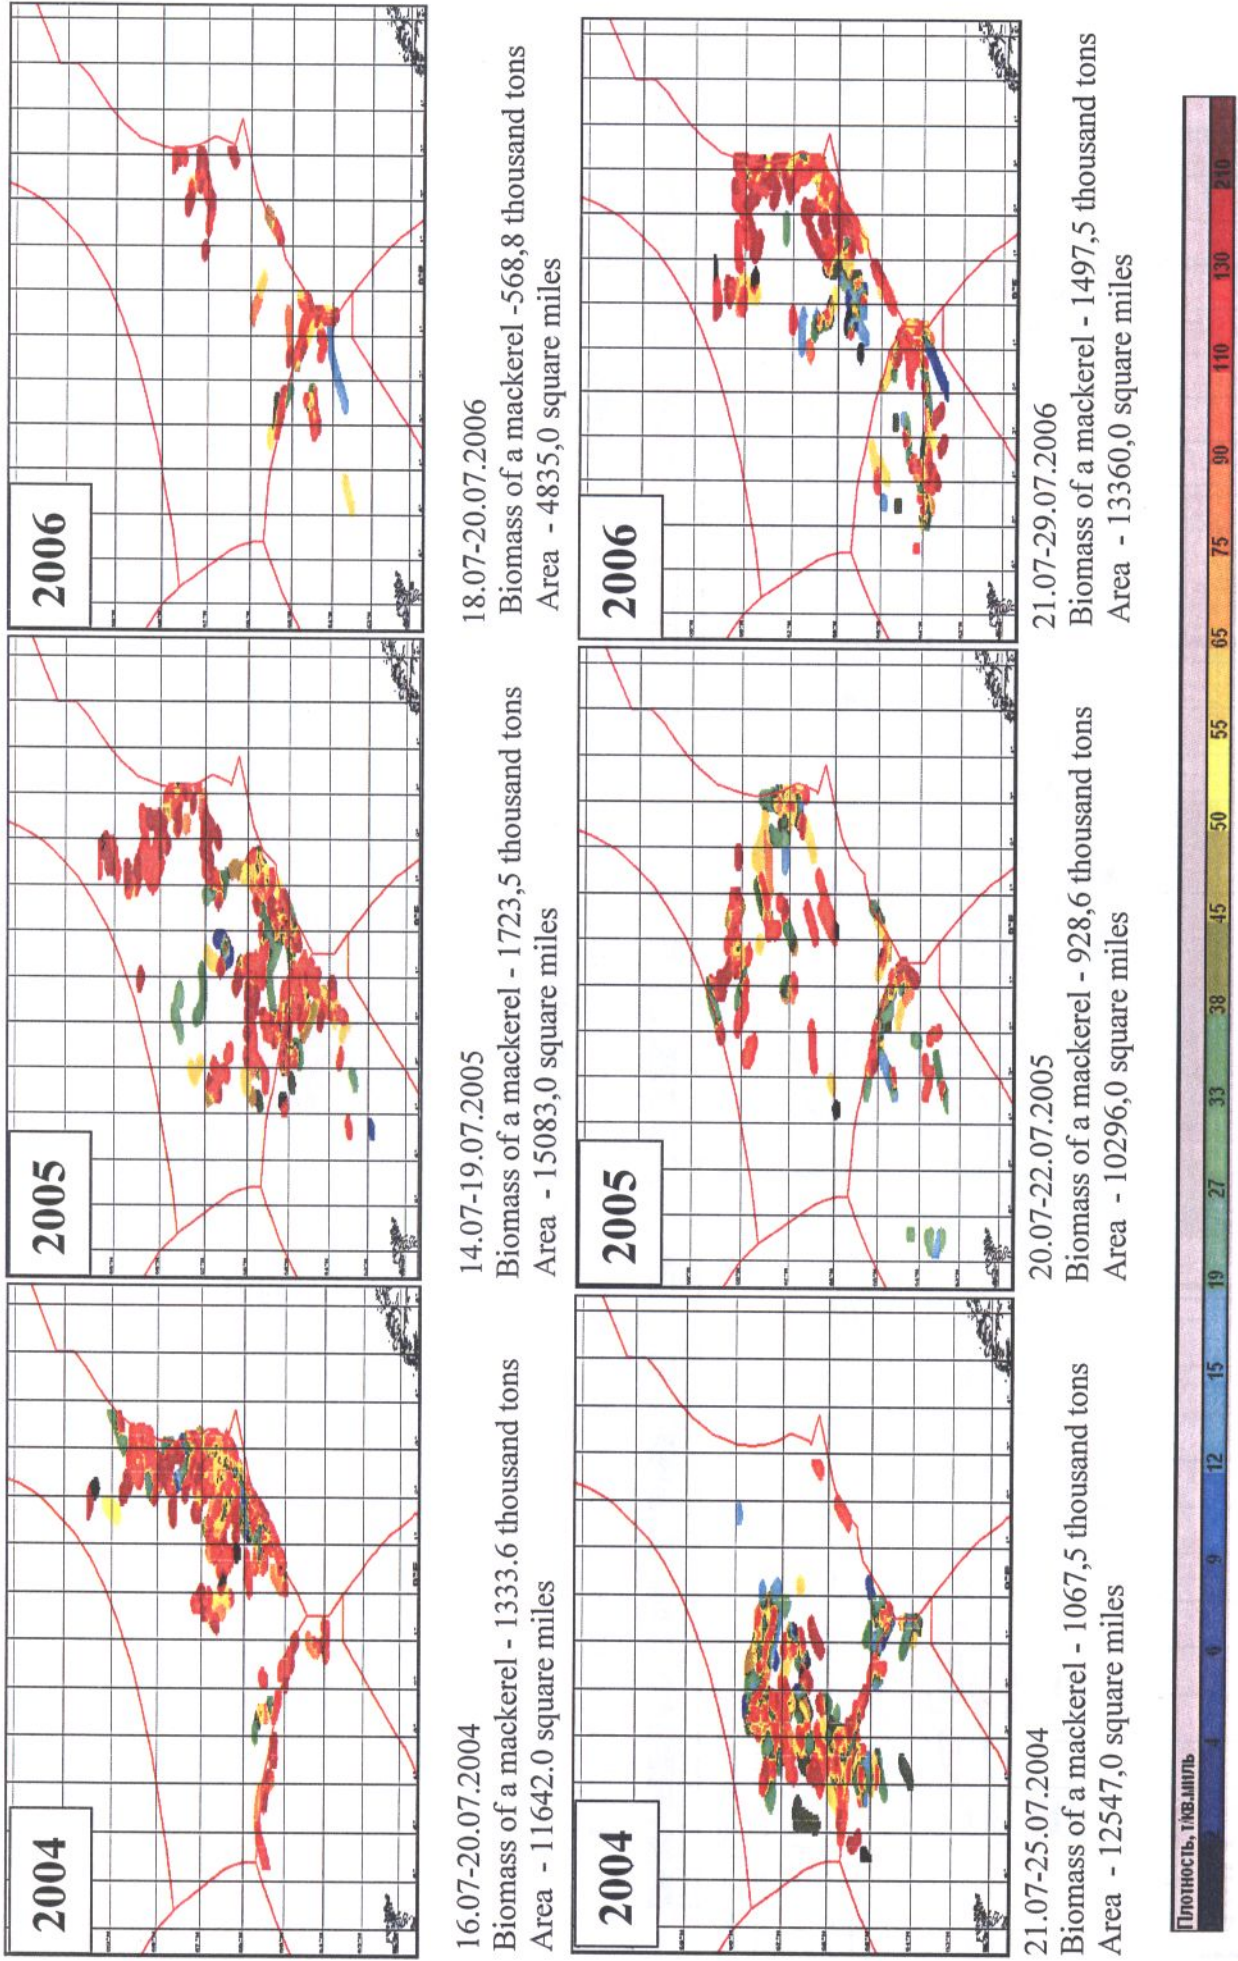 2004
16.07-20.07.2004
Biomass of a mackerel - 1333.6 thousand tons
Area - 11642.0 square miles
2005
14.07-19.07.2005
Biomass of a mackerel - 1723,5 thousand tons
Area - 15083,0 square miles
2006
18.07-20.07.2006
Biomass of a mackerel -568,8 thousand tons
Area - 4835,0 square miles
2004
21.07-25.07.2004
Biomass of a mackerel - 1067,5 thousand tons
Area - 12547,0 square miles
2005
20.07-22.07.2005
Biomass of a mackerel - 928,6 thousand tons
Area - 10296,0 square miles
2006
21.07-29.07.2006
Biomass of a mackerel - 1497,5 thousand tons
Area - 13360,0 square miles
Плотность, т/кв.миль
2 4 6 9 12 15 19 27 33 38 45 50 55 65 75 90 110 130 210